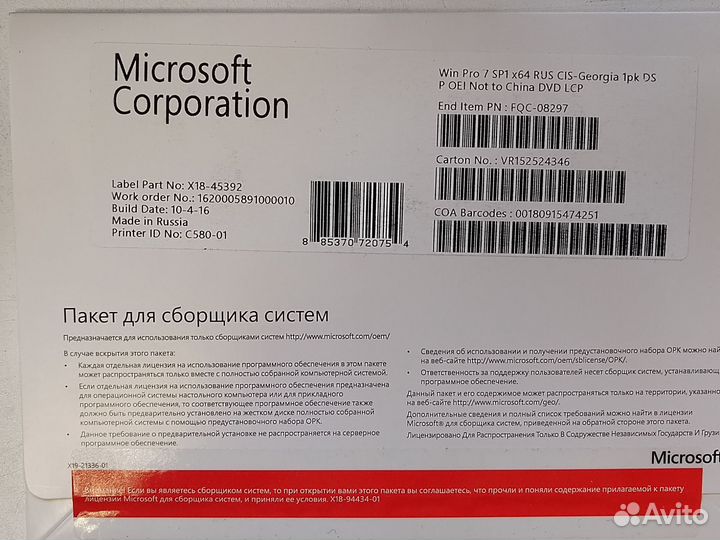 Microsoft
Corporation
Win Pro 7 SP1 x64 RUS CIS-Georgia 1pk DS
P OEI Not to China DVD LCP
End Item PN : FQC-08297
Carton No. : VR152524346
COA Barcodes : 00180915474251
Label Part No: X18-45392
Work order No.: 1620005891000010
Build Date: 10-4-16
Made in Russia
Printer ID No: C580-01
8 85370 72075 4
Пакет для сборщика систем
Предназначается для использования только сборщиками систем http://www.microsoft.com/oem/
В случае вскрытия этого пакета:
• Каждая отдельная лицензия на использование программного обеспечения в этом пакете
может распространяться только вместе с полностью собранной компьютерной системой.
• Если отдельная лицензия на использование программного обеспечения предназначена
для операционной системы настольного компьютера или для прикладного
программного обеспечения, то соответствующее программное обеспечение также
должно быть предварительно установлено на жестком диске полностью собранной
компьютерной системы с помощью предустановочного набора OPK.
• Данное требование о предварительной установке не распространяется на серверное
программное обеспечение.
• Сведения об использовании и получении предустановочного набора OPK можно най
на веб-сайте http://www.microsoft.com/oem/sblicense/OPK/.
• Ответственность за поддержку пользователей несет сборщик систем, устанавливающ
программное обеспечение.
Данный пакет и его содержимое может распространяться только на территории, указанно
на веб-сайте http://www.microsoft.com/geo/.
Дополнительные сведения и полный список требований можно найти в лицензии
Microsoft® для сборщик систем, приведенной на обратной стороне этого пакета.
Лицензировано Для Распространения Только В Содружестве Независимых Государств И Грузи
X19-21336-01
Microsoft
Внимание! Если вы являетесь сборщиком систем, то при открытии вами этого пакета вы соглашаетесь, что прочли и поняли содержание прилагаемой к пакету
лицензии Microsoft для сборщика систем, и приняли ее условия. X18-94434-01
Avito